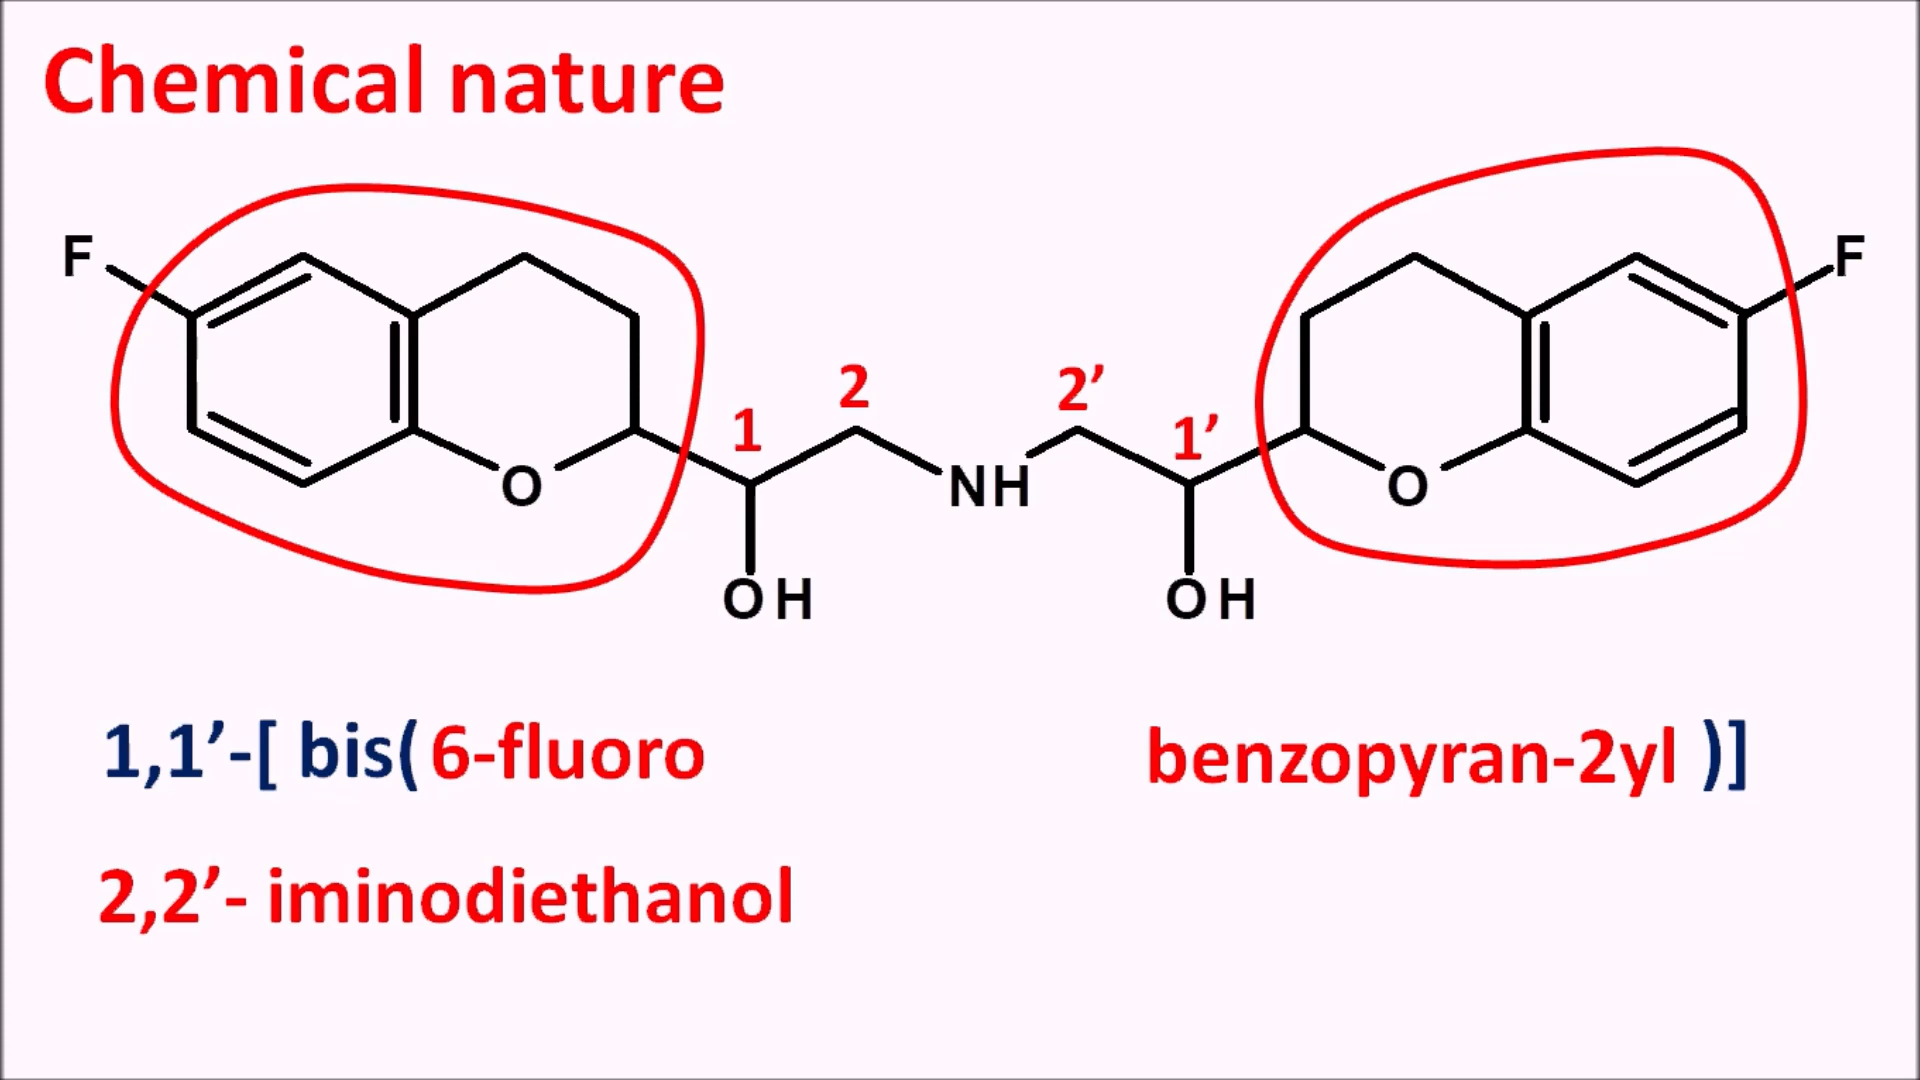 Chemical nature
F F
2 2’
1 1’
O NH O
OH OH
1,1’-[ bis(6-fluoro benzopyran-2yl )]
2,2’- iminodiethanol